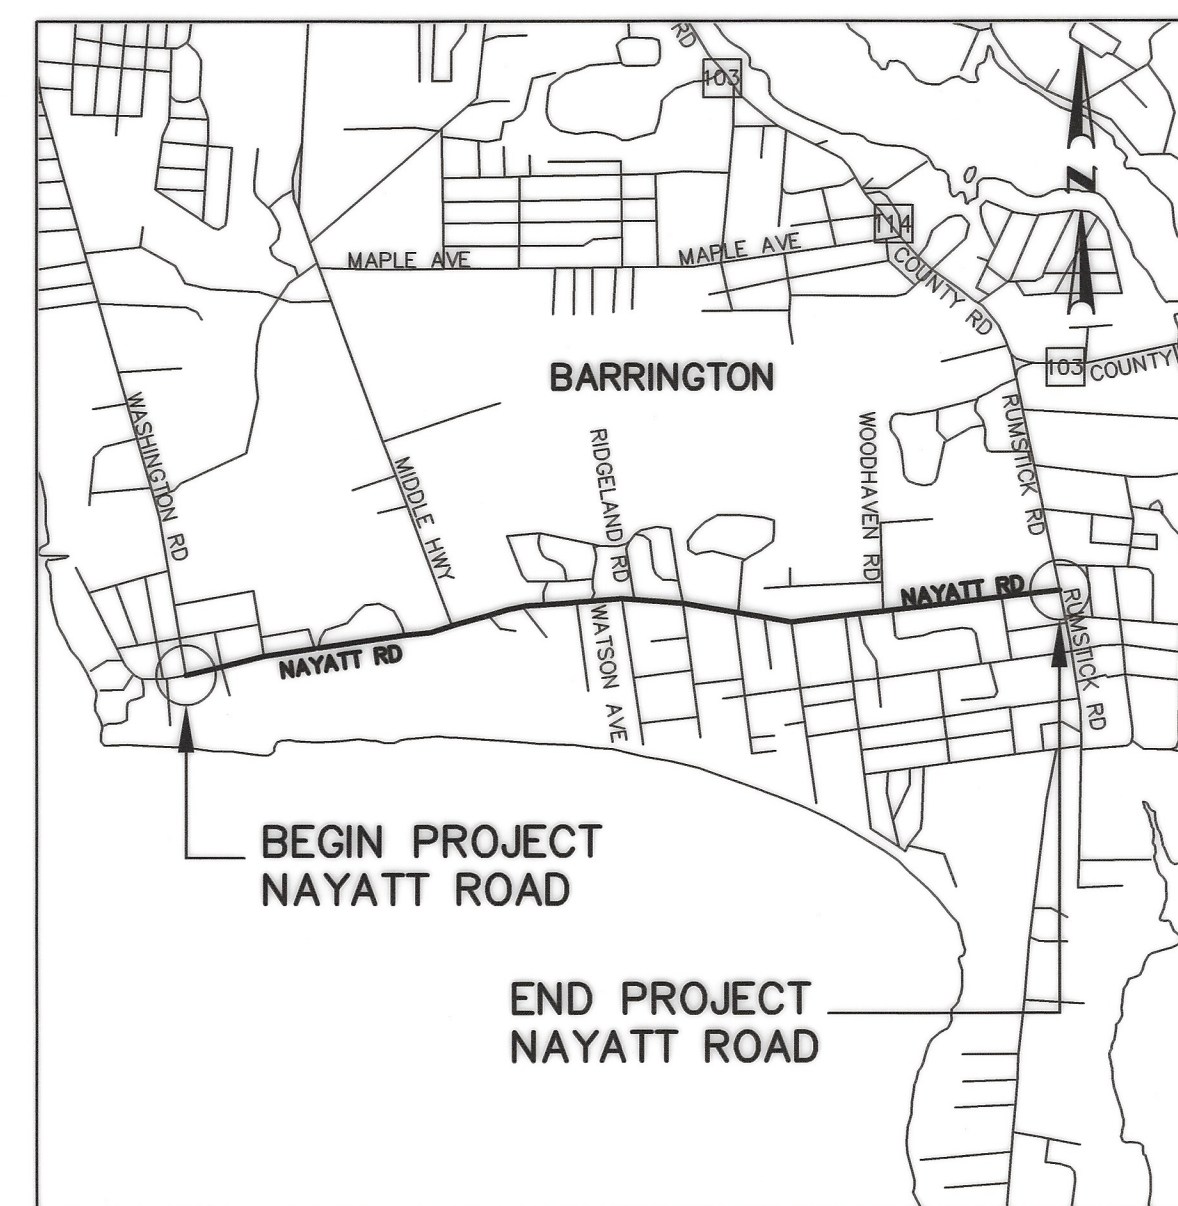 RD
103
N
114
MAPLE AVE
MAPLE AVE
COUNTY RD
103
COUNTY
BARRINGTON
WASHINGTON RD
MIDDLE HWY
RIDGELAND RD
WOODHAVEN RD
RUMSTICK RD
NAYATT RD
NAYATT RD
WATSON AVE
RUMSTICK RD
BEGIN PROJECT
NAYATT ROAD
END PROJECT
NAYATT ROAD